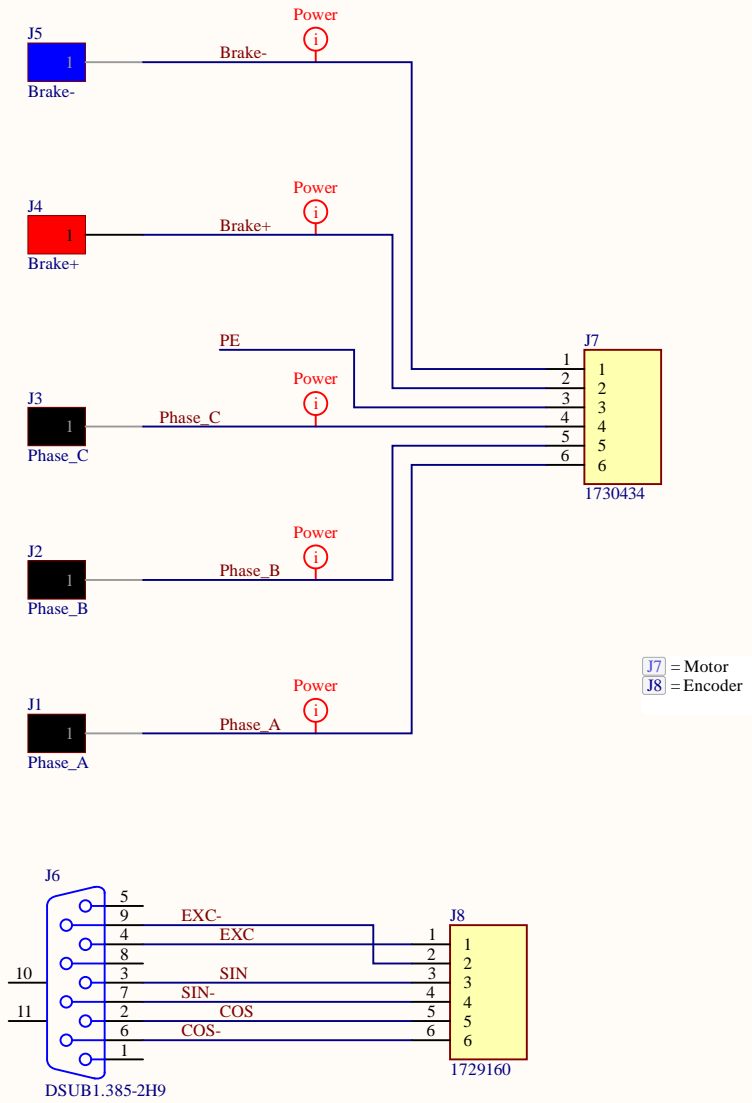 Power
i
J5
Brake-
1
Brake-
Power
i
J4
Brake+
1
Brake+
PE
J7
Power
i
1 1
2 2
3 3
4 4
5 5
6 6
1730434
J3
Phase_C
1
Phase_C
Power
i
J2
Phase_B
1
Phase_B
J7 = Motor
J8 = Encoder
Power
i
J1
Phase_A
1
Phase_A
J6
5
9 EXC-
4 EXC
8
10 3 SIN
7 SIN-
11 2 COS
6 COS-
1
DSUB1.385-2H9
J8
1 1
2 2
3 3
4 4
5 5
6 6
1729160